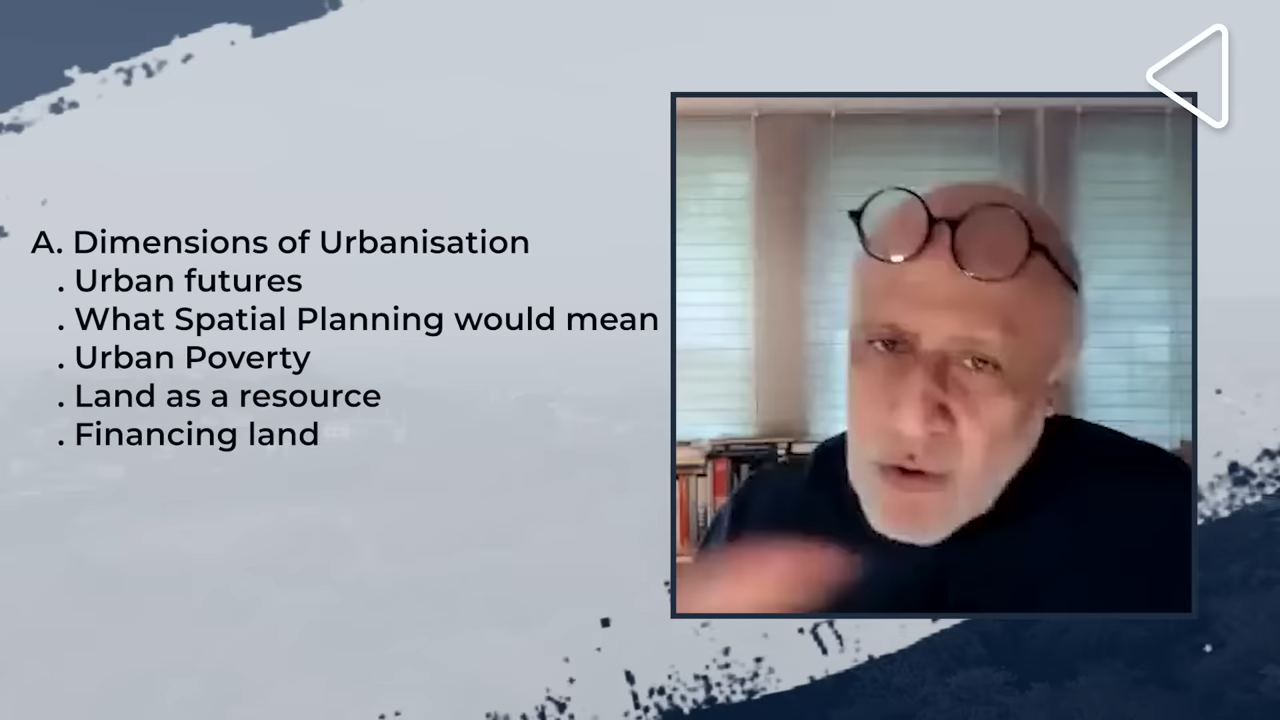 A. Dimensions of Urbanisation
. Urban futures
. What Spatial Planning would mean
. Urban Poverty
. Land as a resource
. Financing land